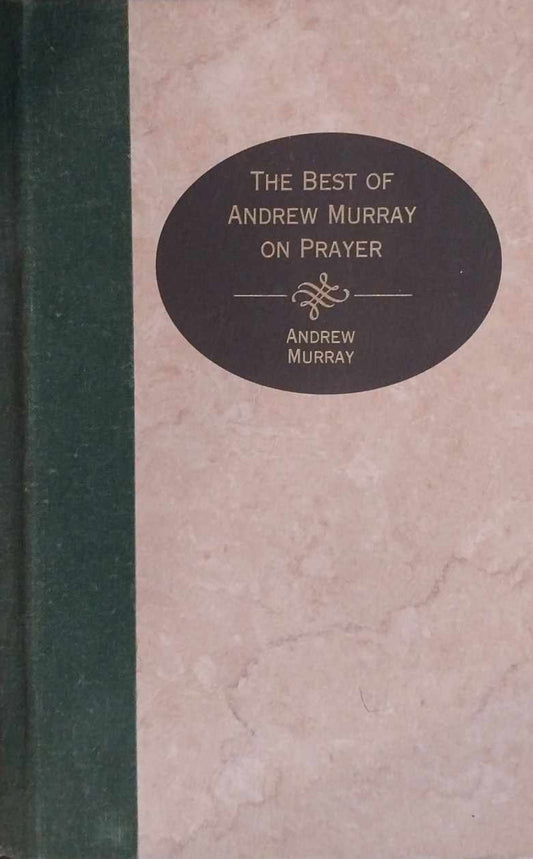 THE BEST OF
ANDREW MURRAY
ON PRAYER
ANDREW
MURRAY